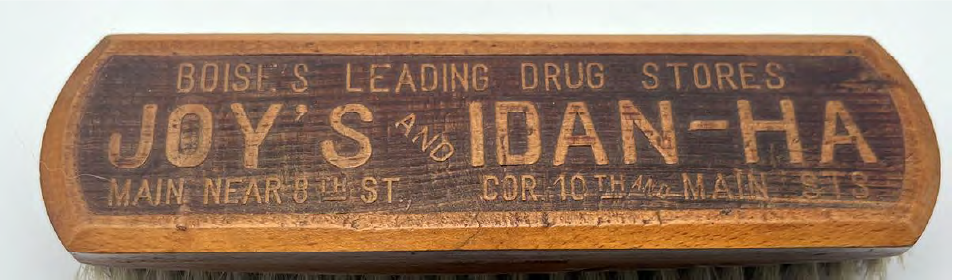 BOISE'S LEADING DRUG STORES
JOY'S AND IDAN-HA
MAIN NEAR 8TH ST. COR. 10TH AND MAIN STS